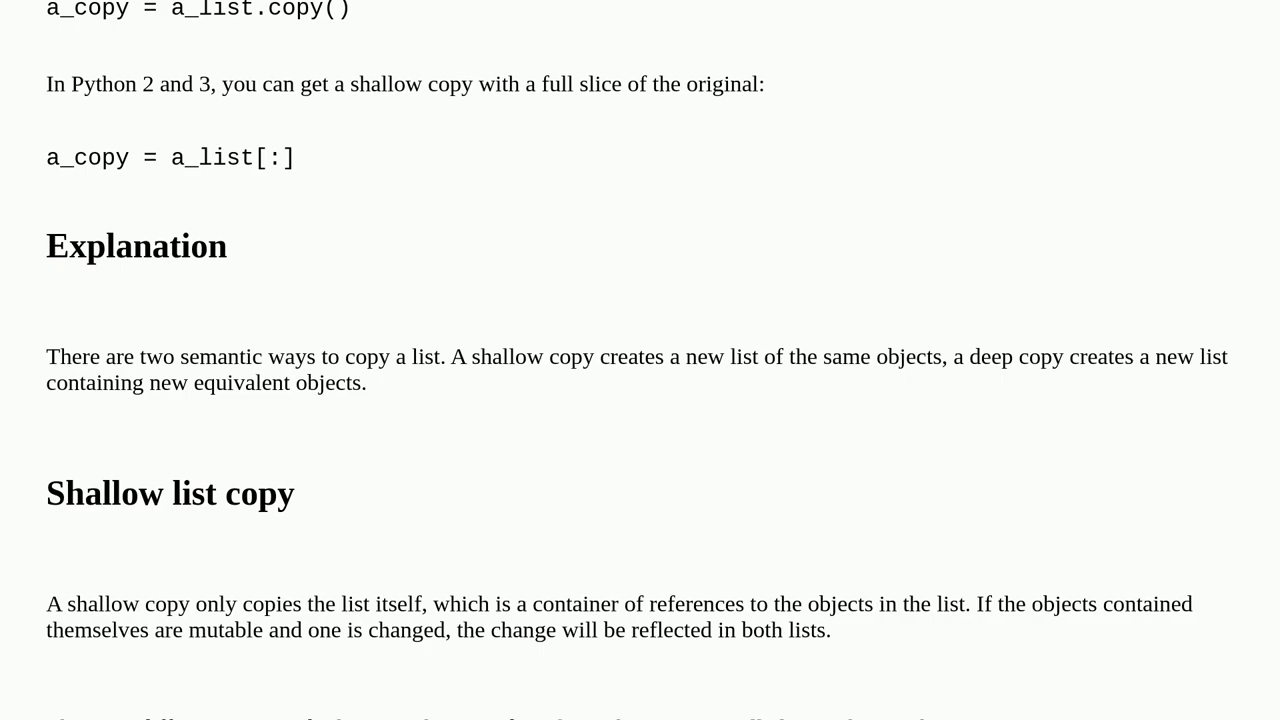 a_copy = a_list.copy()
In Python 2 and 3, you can get a shallow copy with a full slice of the original:
a_copy = a_list[:]
Explanation
There are two semantic ways to copy a list. A shallow copy creates a new list of the same objects, a deep copy creates a new list
containing new equivalent objects.
Shallow list copy
A shallow copy only copies the list itself, which is a container of references to the objects in the list. If the objects contained
themselves are mutable and one is changed, the change will be reflected in both lists.